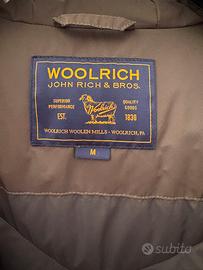 WOOLRICH
JOHN RICH & BROS.
SUPERIOR
PERFORMANCE
QUALITY
GOODS
Woolrich
EST.
1830
WOOLRICH WOOLEN MILLS - WOOLRICH, PA
M
subito